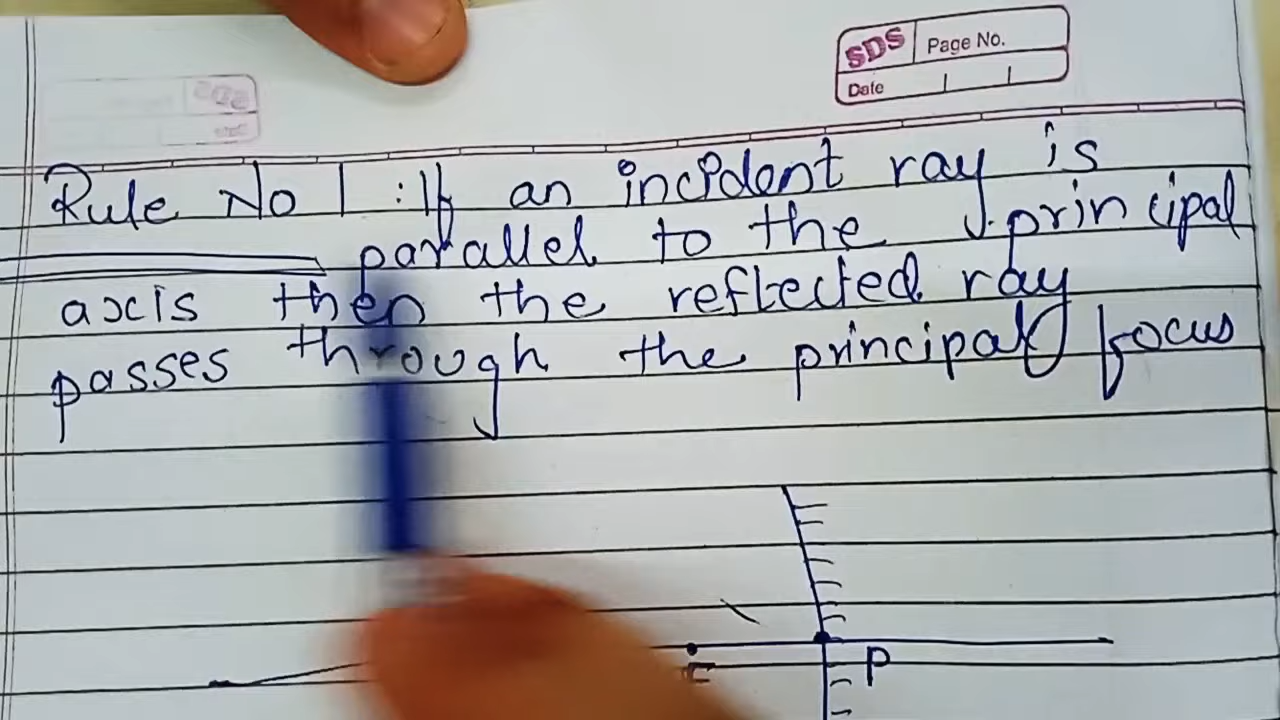 SDS
Page No.
Date
Rule No 1 : If an incident ray is
parallel to the principal
axis then the reflected ray
passes through the principal focus
P